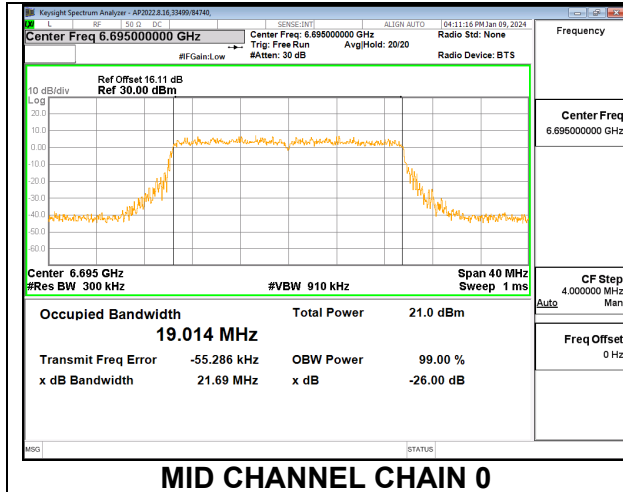 Keysight Spectrum Analyzer - AP2022.8.16,33499/84740,
L RF 50 Ω DC SENSE:INT ALIGN AUTO 04:11:16 PM Jan 09, 2024
Center Freq 6.695000000 GHz
Center Freq: 6.695000000 GHz Radio Std: None
Trig: Free Run Avg|Hold: 20/20
#IFGain:Low #Atten: 30 dB Radio Device: BTS
Frequency
Ref Offset 16.11 dB
10 dB/div Ref 30.00 dBm
Log
20.0
10.0
0.00
-10.0
-20.0
-30.0
-40.0
-50.0
-60.0
Center 6.695 GHz Span 40 MHz
#Res BW 300 kHz #VBW 910 kHz Sweep 1 ms
Occupied Bandwidth Total Power 21.0 dBm
19.014 MHz
Transmit Freq Error -55.286 kHz OBW Power 99.00 %
x dB Bandwidth 21.69 MHz x dB -26.00 dB
Center Freq
6.695000000 GHz
CF Step
4.000000 MHz
Auto Man
Freq Offset
0 Hz
MSG STATUS
MID CHANNEL CHAIN 0